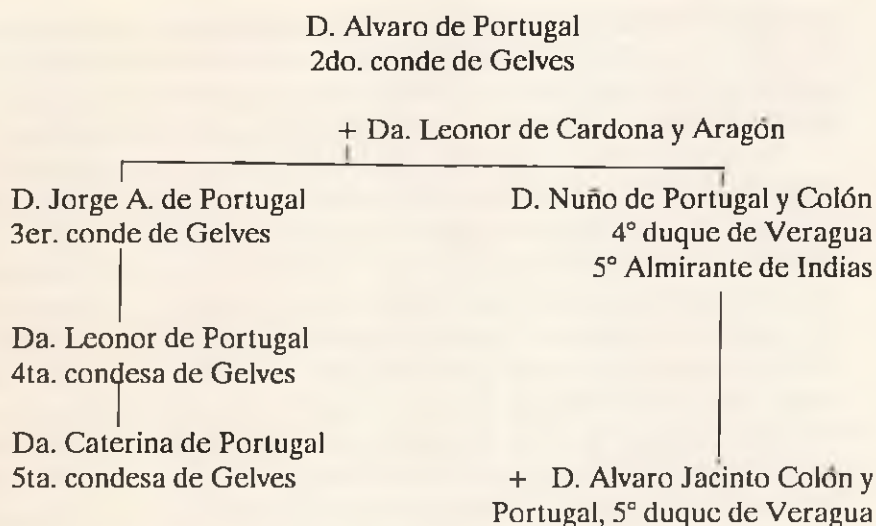 D. Alvaro de Portugal
2do. conde de Gelves
+ Da. Leonor de Cardona y Aragón
D. Jorge A. de Portugal
3er. conde de Gelves
D. Nuño de Portugal y Colón
4° duque de Veragua
5° Almirante de Indias
Da. Leonor de Portugal
4ta. condesa de Gelves
Da. Caterina de Portugal
5ta. condesa de Gelves
+ D. Alvaro Jacinto Colón y
Portugal, 5° duque de Veragua